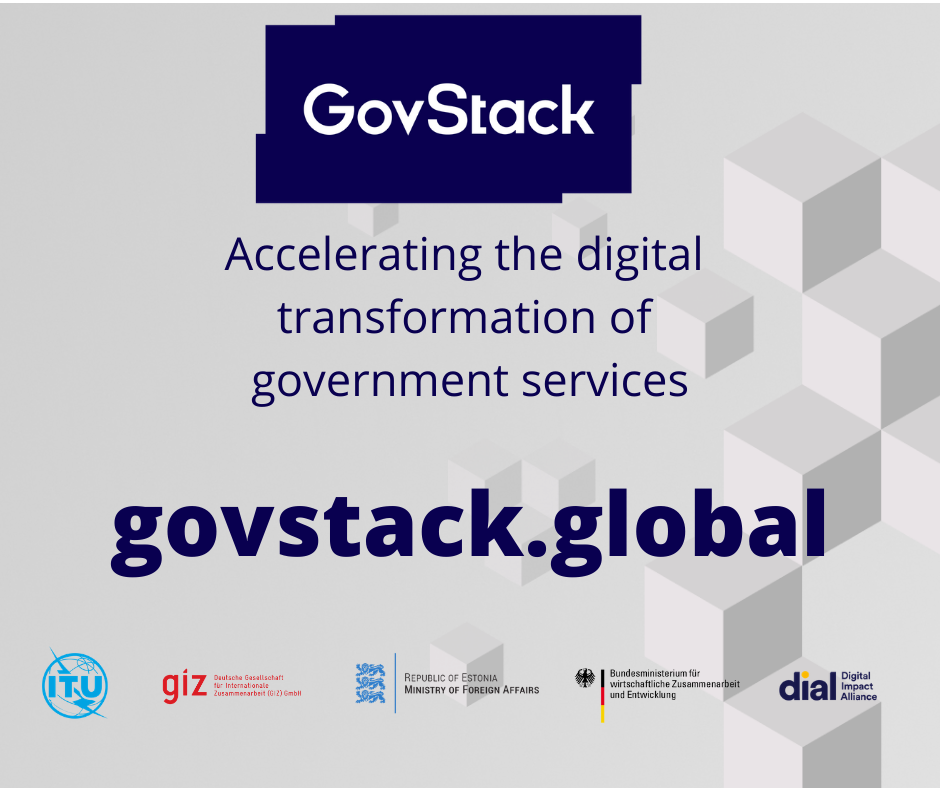 GovStack
Accelerating the digital
transformation of
government services
govstack.global
ITU
giz Deutsche Gesellschaft
für Internationale
Zusammenarbeit (GIZ) GmbH
REPUBLIC OF ESTONIA
MINISTRY OF FOREIGN AFFAIRS
Bundesministerium für
wirtschaftliche Zusammenarbeit
und Entwicklung
dial Digital
Impact
Alliance